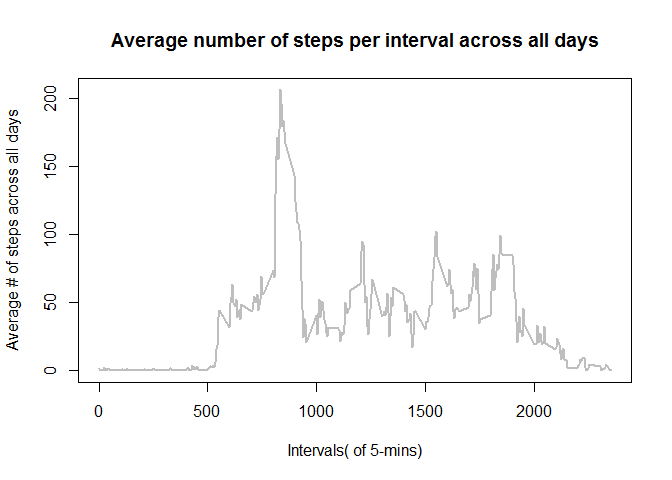 Average number of steps per interval across all days
Average # of steps across all days
200
150
100
50
0
0 500 1000 1500 2000
Intervals( of 5-mins)